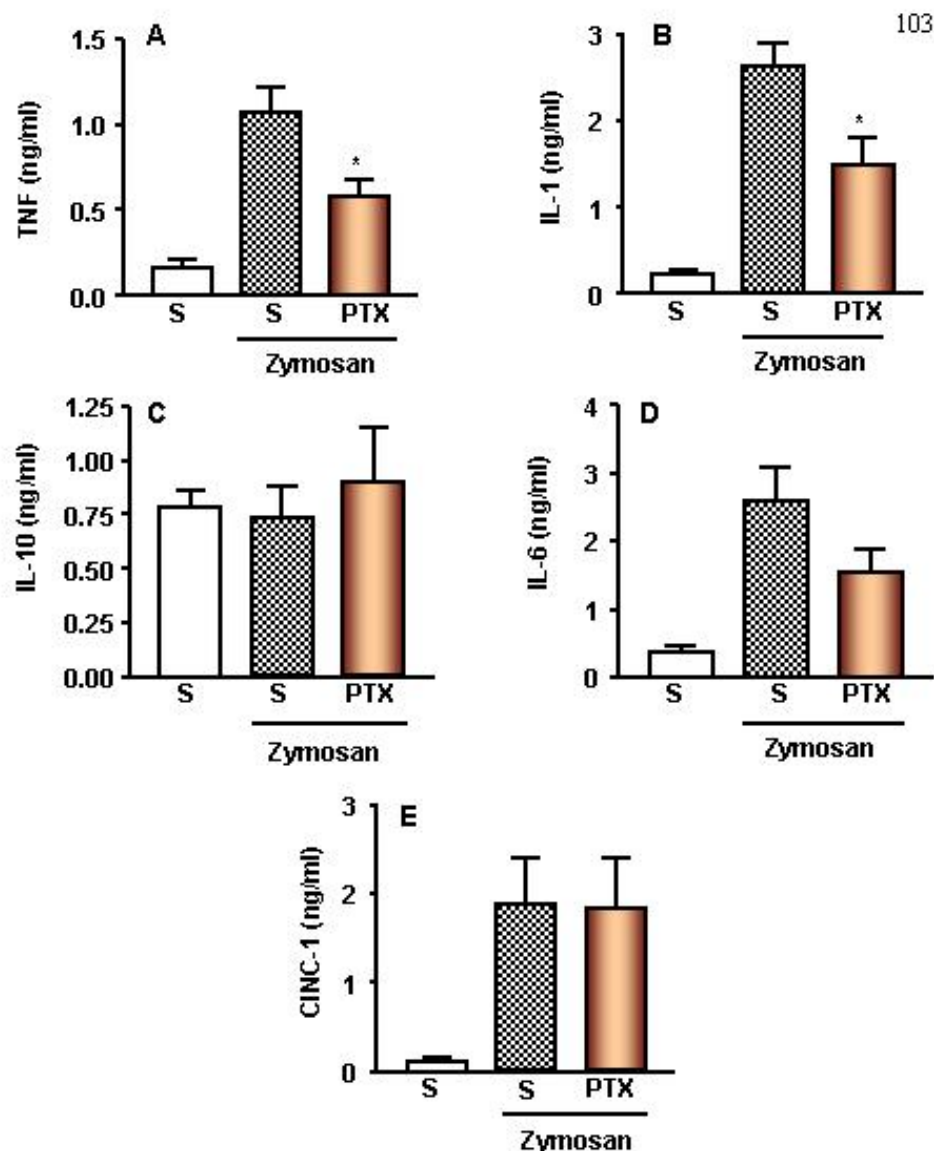 103
A
TNF (ng/ml)
1.5
1.0
0.5
0.0
*
S S PTX
Zymosan
B
IL-1 (ng/ml)
3
2
1
0
*
S S PTX
Zymosan
C
IL-10 (ng/ml)
1.25
1.00
0.75
0.50
0.25
0.00
S S PTX
Zymosan
D
IL-6 (ng/ml)
4
3
2
1
0
S S PTX
Zymosan
E
CINC-1 (ng/ml)
3
2
1
0
S S PTX
Zymosan